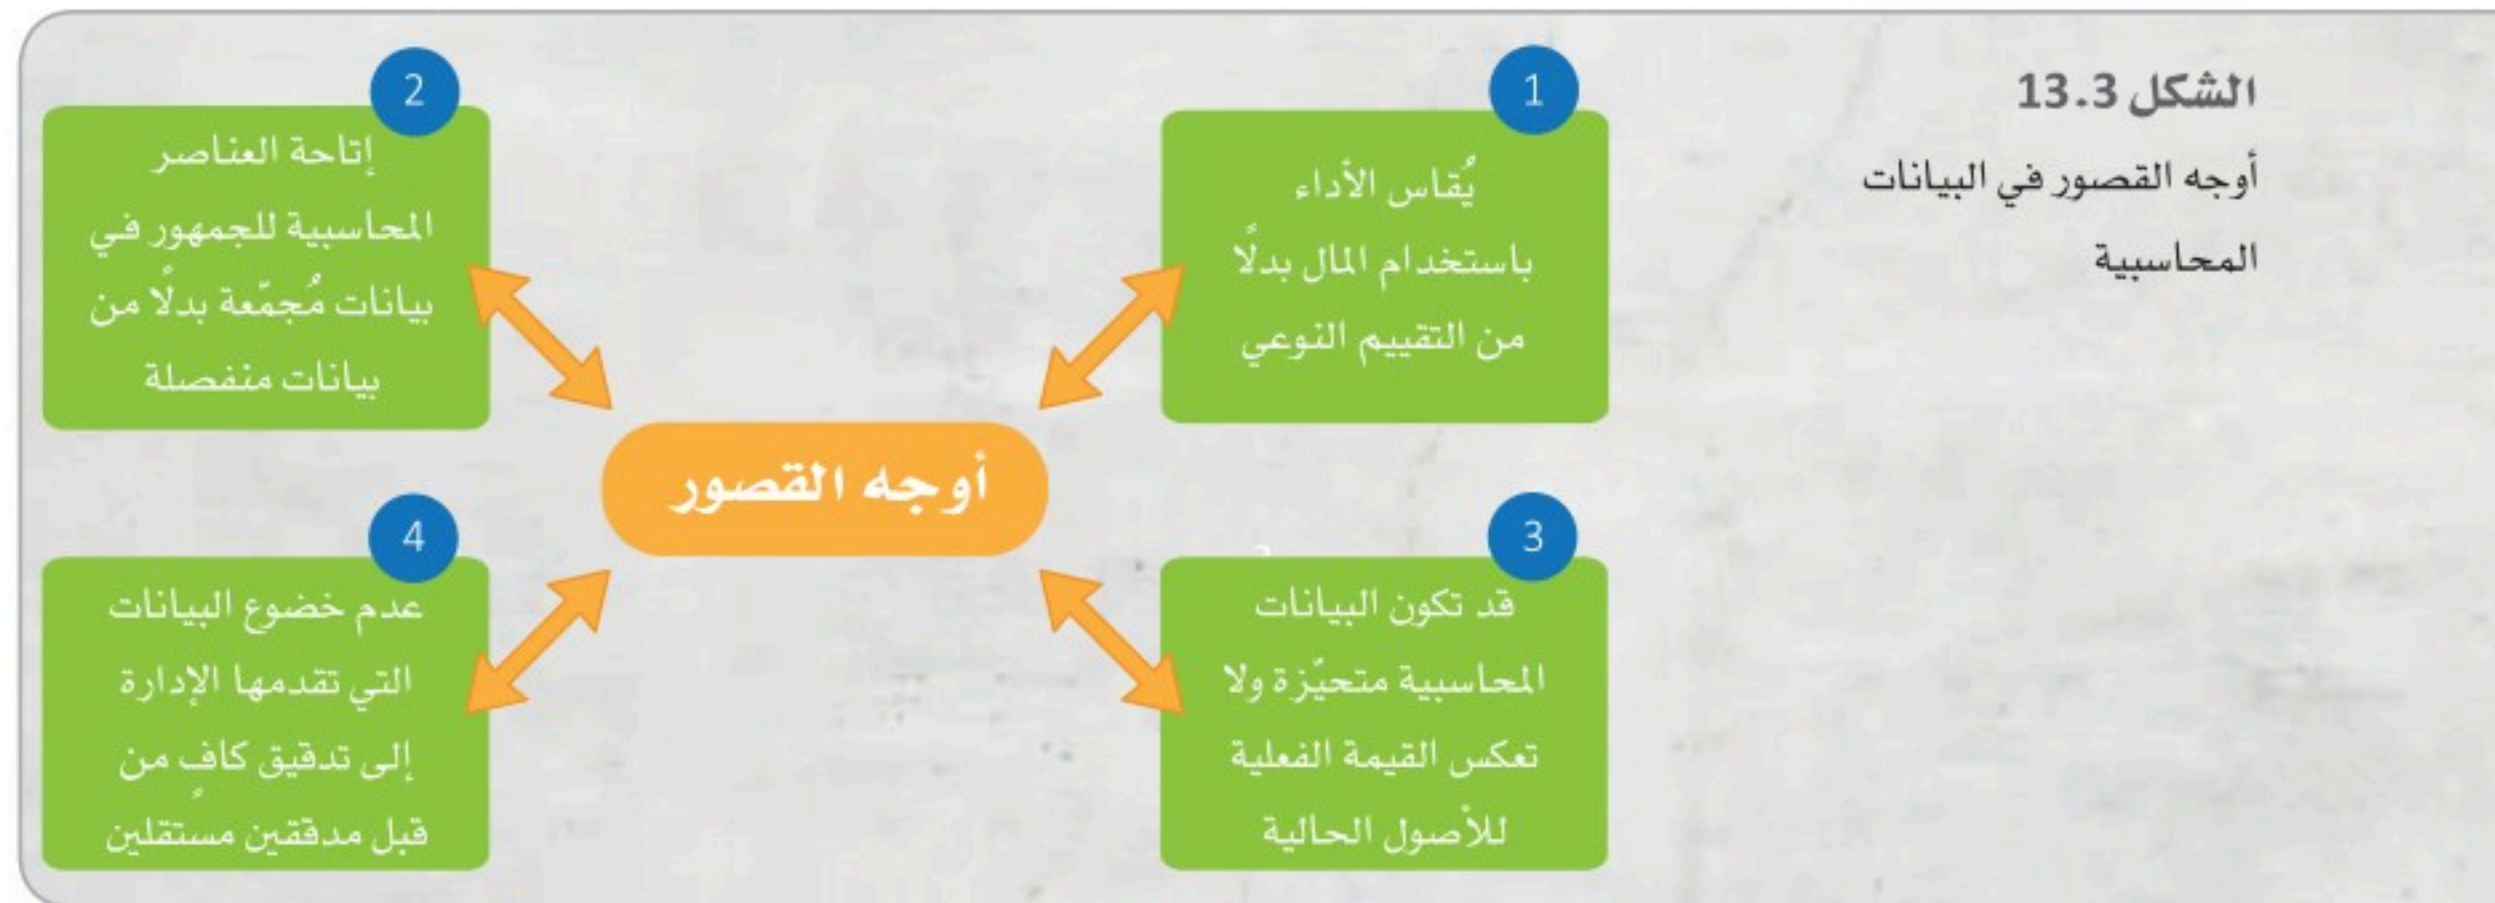 الشكل 13.3
أوجه القصور في البيانات
المحاسبية
1
يُقاس الأداء
باستخدام المال بدلًا
من التقييم النوعي
2
إتاحة العناصر
المحاسبية للجمهور في
بيانات مُجمّعة بدلًا من
بيانات منفصلة
أوجه القصور
3
قد تكون البيانات
المحاسبية متحيّزة ولا
تعكس القيمة الفعلية
للأصول الحالية
4
عدم خضوع البيانات
التي تقدمها الإدارة
إلى تدقيق كافٍ من
قبل مدققين مستقلين